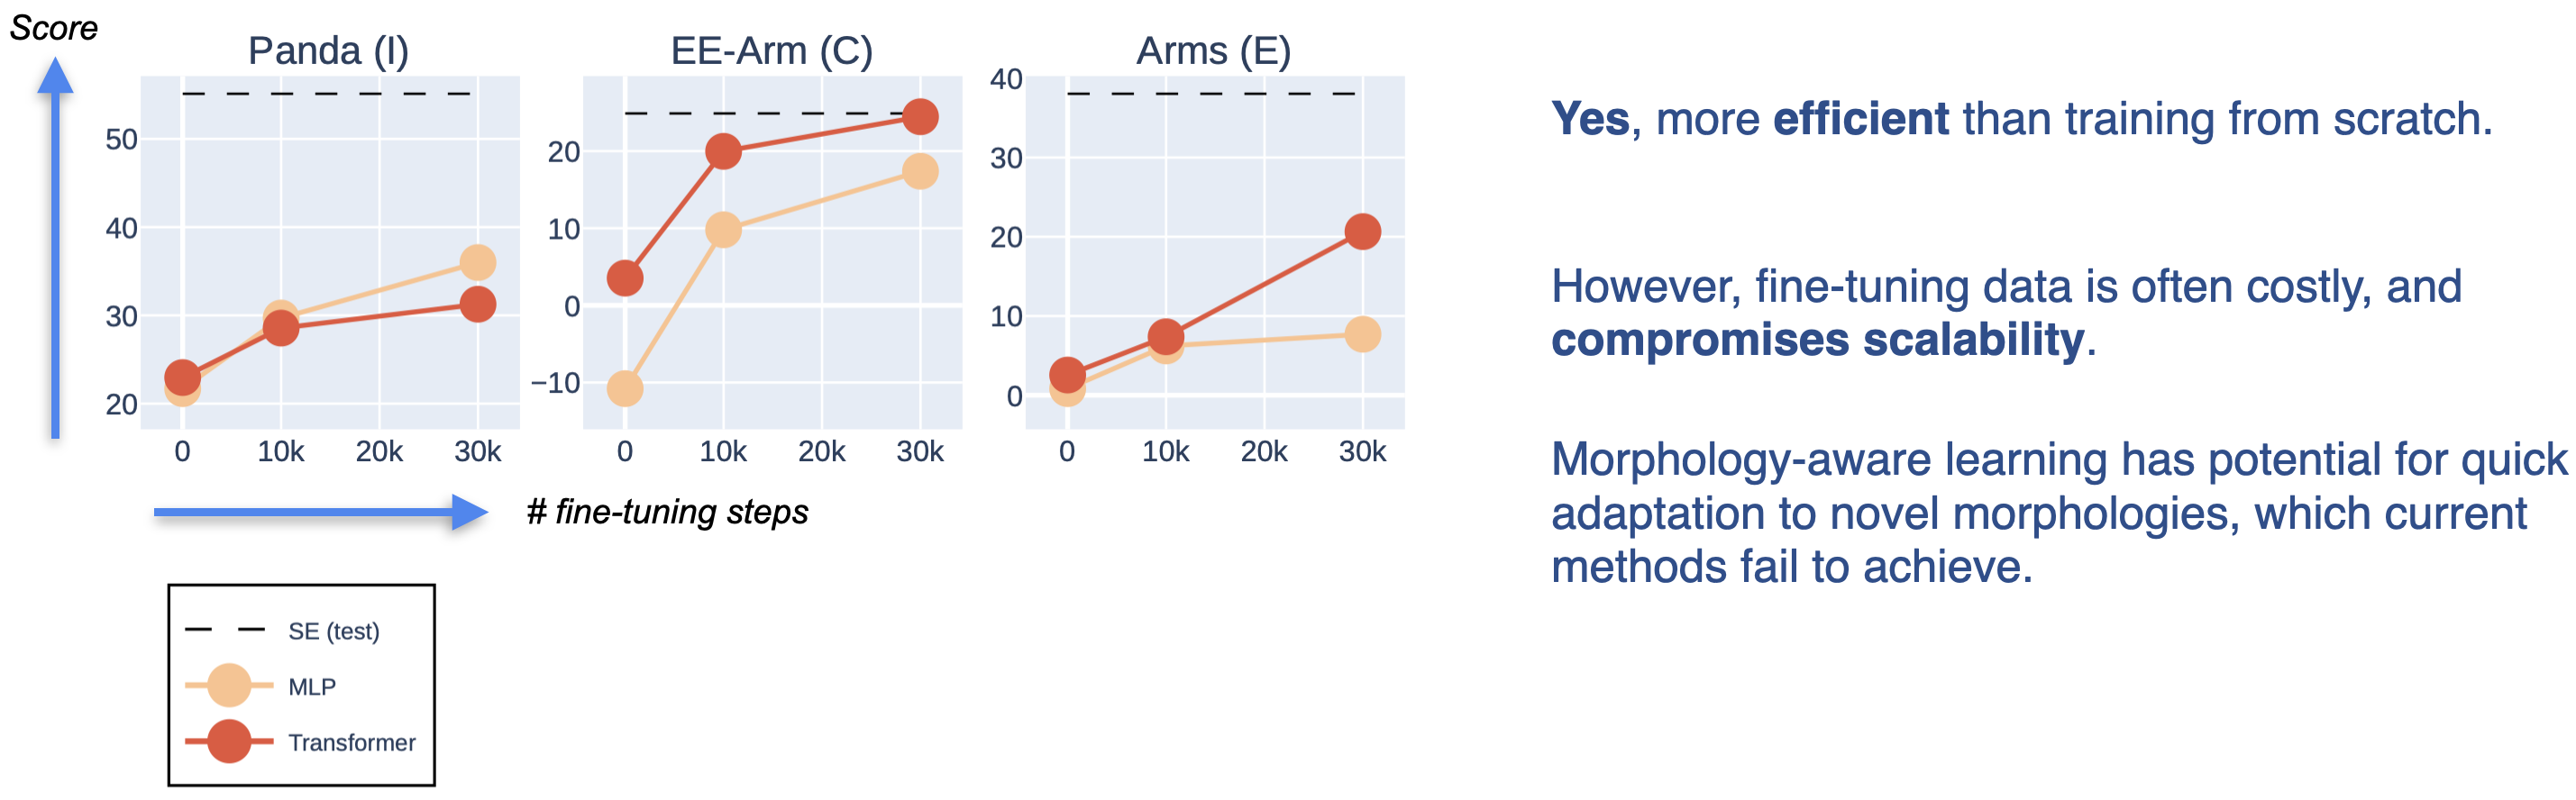 Score
Panda (I)
50
40
30
20
0 10k 20k 30k
EE-Arm (C)
20
10
0
−10
0 10k 20k 30k
Arms (E)
40
30
20
10
0
0 10k 20k 30k
# fine-tuning steps
SE (test)
MLP
Transformer
Yes, more efficient than training from scratch.
However, fine-tuning data is often costly, and
compromises scalability.
Morphology-aware learning has potential for quick
adaptation to novel morphologies, which current
methods fail to achieve.